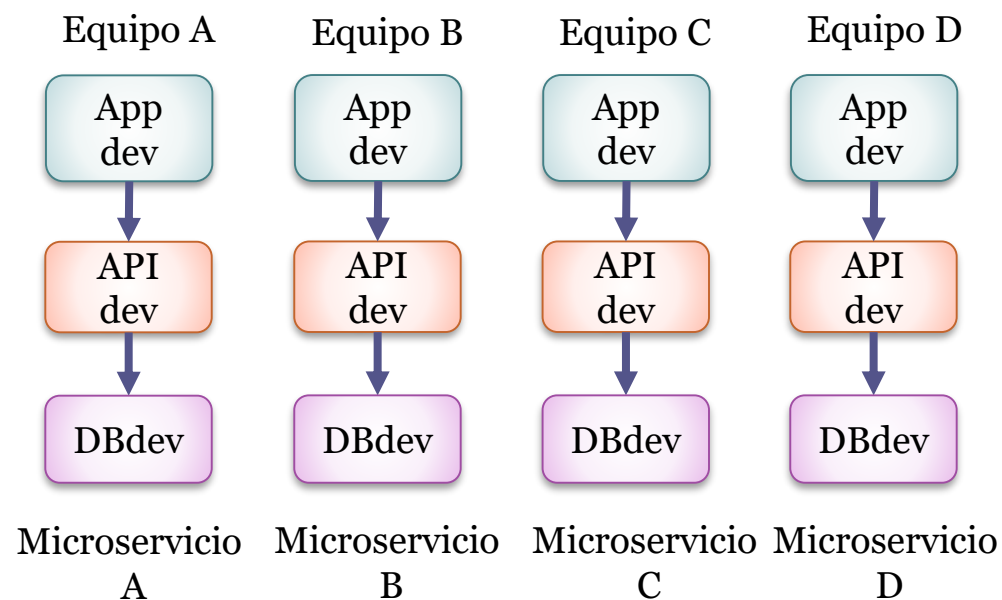 Equipo A
Equipo B
Equipo C
Equipo D
App
dev
App
dev
App
dev
App
dev
API
dev
API
dev
API
dev
API
dev
DBdev
DBdev
DBdev
DBdev
Microservicio
A
Microservicio
B
Microservicio
C
Microservicio
D